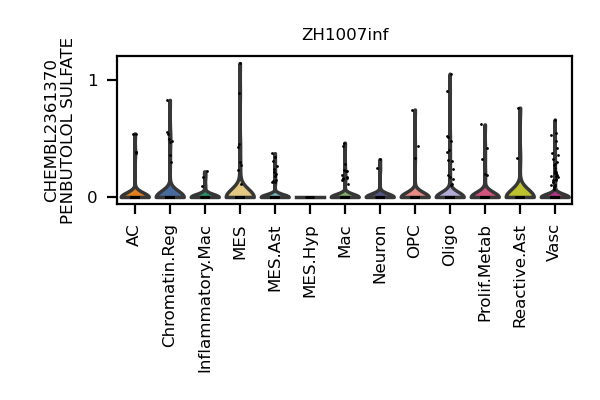 ZH1007inf
CHEMBL2361370
PENBUTOLOL SULFATE
1
0
AC
Chromatin.Reg
Inflammatory.Mac
MES
MES.Ast
MES.Hyp
Mac
Neuron
OPC
Oligo
Prolif.Metab
Reactive.Ast
Vasc